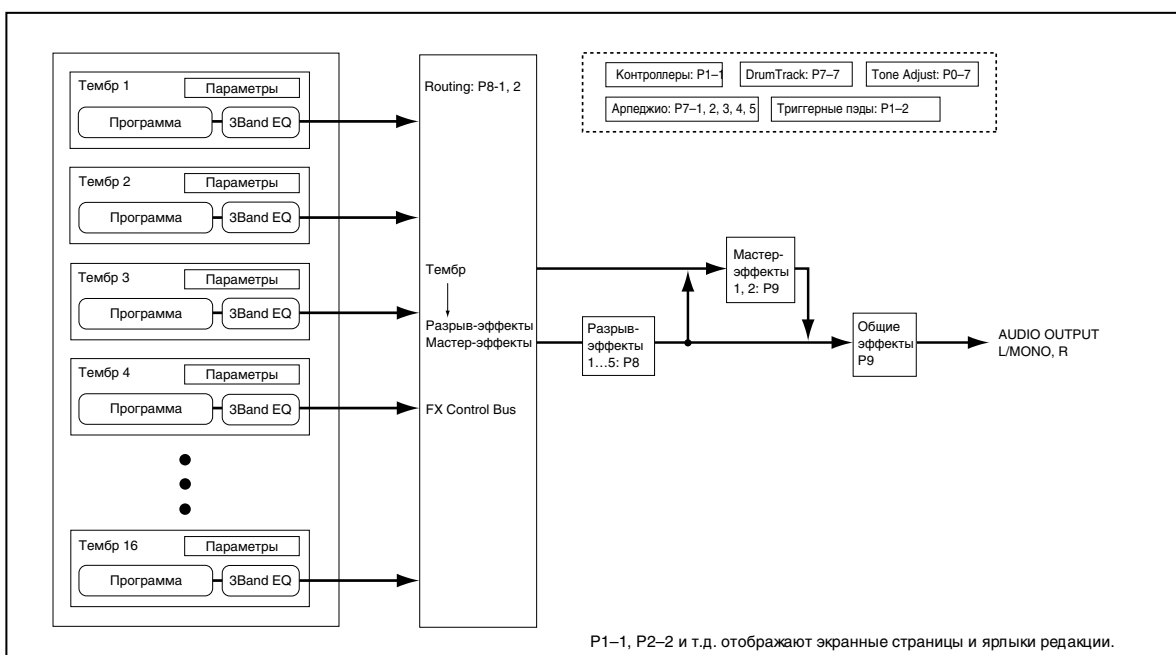 Тембр 1
Параметры
Программа
3Band EQ
Тембр 2
Параметры
Программа
3Band EQ
Тембр 3
Параметры
Программа
3Band EQ
Тембр 4
Параметры
Программа
3Band EQ
Тембр 16
Параметры
Программа
3Band EQ
Routing: P8-1, 2
Тембр
Разрыв-эффекты
Мастер-эффекты
FX Control Bus
Контроллеры: P1–1
DrumTrack: P7–7
Tone Adjust: P0–7
Арпеджио: P7–1, 2, 3, 4, 5
Триггерные пэды: P1–2
Разрыв-
эффекты
1...5: P8
Мастер-
эффекты
1, 2: P9
Общие
эффекты
P9
AUDIO OUTPUT
L/MONO, R
P1–1, P2–2 и т.д. отображают экранные страницы и ярлыки редакции.